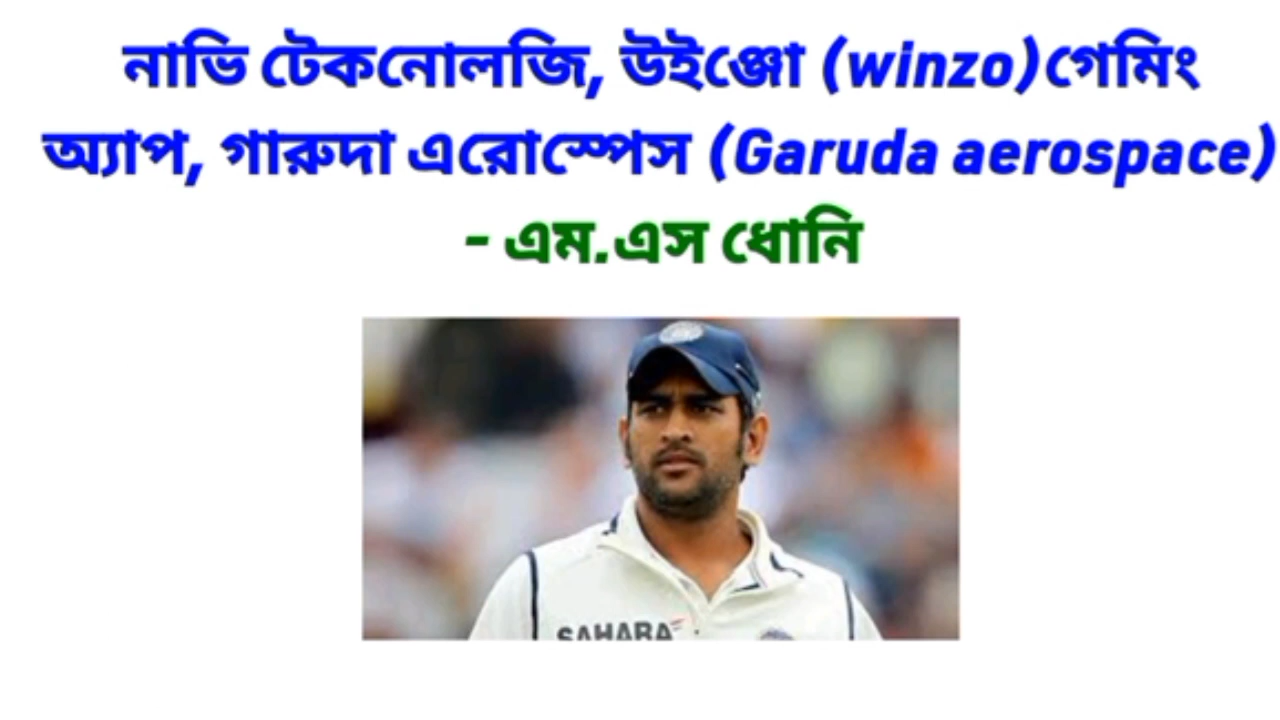 নাভি টেকনোলজি, উইঞ্জো (winzo)গেমিং
অ্যাপ, গারুদা এরোস্পেস (Garuda aerospace)
- এম.এস ধোনি
SAHARA